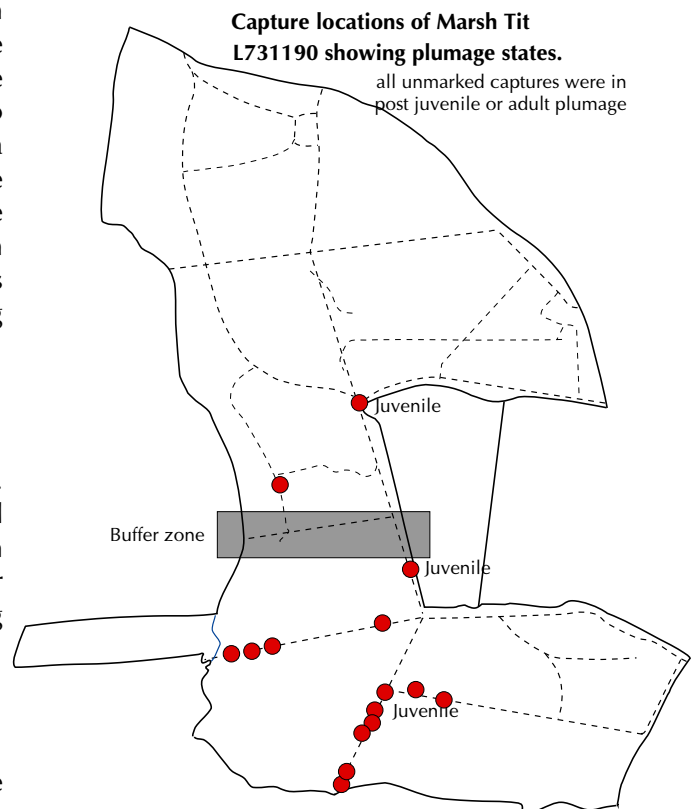 Capture locations of Marsh Tit
L731190 showing plumage states.
all unmarked captures were in
post juvenile or adult plumage
Juvenile
Buffer zone
Juvenile
Juvenile